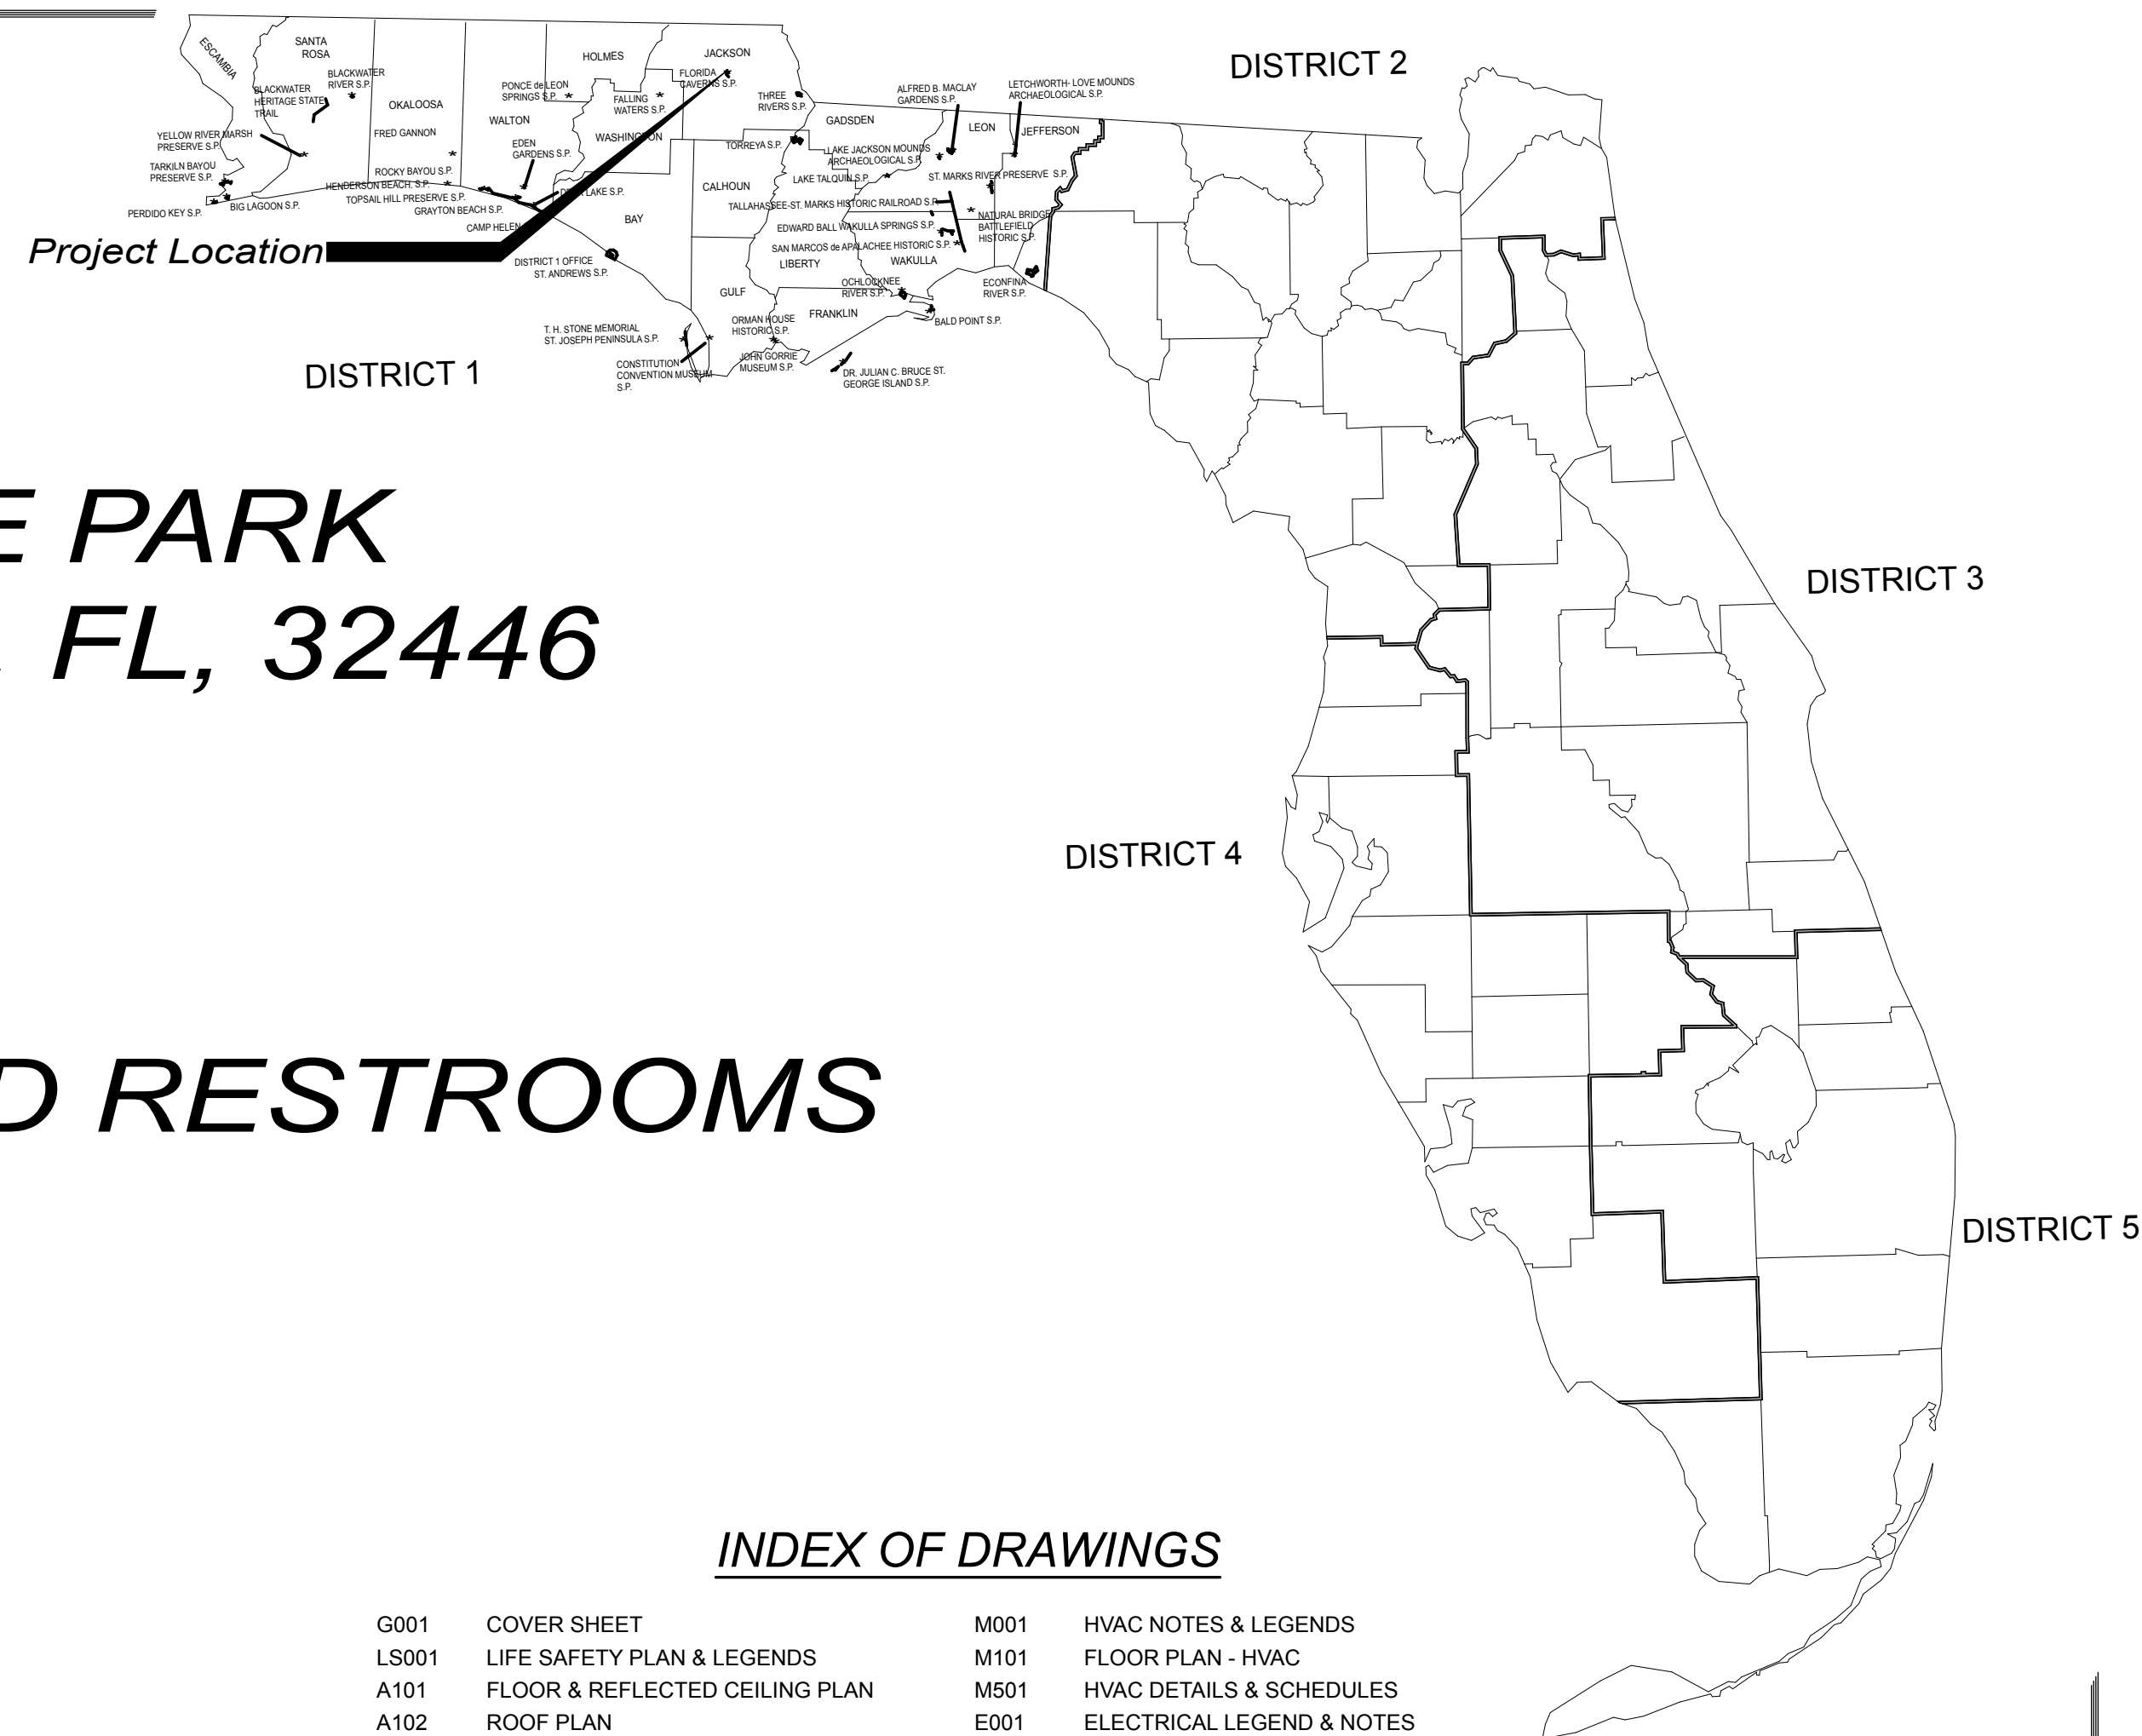 DISTRICT 2
ESCAMBIA
SANTA
ROSA
HOLMES
JACKSON
BLACKWATER
RIVER S.P.
BLACKWATER
HERITAGE STATE
TRAIL
OKALOOSA
PONCE de LEON
SPRINGS S.P.
FALLING
WATERS S.P.
FLORIDA
CAVERNS S.P.
THREE
RIVERS S.P.
ALFRED B. MACLAY
GARDENS S.P.
LETCHWORTH- LOVE MOUNDS
ARCHAEOLOGICAL S.P.
YELLOW RIVER MARSH
PRESERVE S.P.
FRED GANNON
ROCKY BAYOU S.P.
WALTON
WASHINGTON
GADSDEN
LEON
JEFFERSON
EDEN
GARDENS S.P.
TORREYA S.P.
LAKE JACKSON MOUNDS
ARCHAEOLOGICAL S.P.
TARKILN BAYOU
PRESERVE S.P.
HENDERSON BEACH. S.P.
TOPSAIL HILL PRESERVE S.P.
GRAYTON BEACH S.P.
LAKE S.P.
CALHOUN
LAKE TALQUIN S.P.
ST. MARKS RIVER PRESERVE S.P.
PERDIDO KEY S.P.
BIG LAGOON S.P.
CAMP HELEN
BAY
TALLAHASSEE-ST. MARKS HISTORIC RAILROAD S.P.
NATURAL BRIDGE
BATTLEFIELD
HISTORIC S.P.
EDWARD BALL WAKULLA SPRINGS S.P.
SAN MARCOS de APALACHEE HISTORIC S.P.
Project Location
DISTRICT 1 OFFICE
ST. ANDREWS S.P.
LIBERTY
WAKULLA
GULF
OCHLOCKNEE
RIVER S.P.
ECONFINA
RIVER S.P.
T. H. STONE MEMORIAL
ST. JOSEPH PENINSULA S.P.
ORMAN HOUSE
HISTORIC S.P.
FRANKLIN
BALD POINT S.P.
CONSTITUTION
CONVENTION MUSEUM
S.P.
JOHN GORRIE
MUSEUM S.P.
DR. JULIAN C. BRUCE ST.
GEORGE ISLAND S.P.
DISTRICT 1
E PARK
FL, 32446
DISTRICT 3
DISTRICT 4
D RESTROOMS
DISTRICT 5
INDEX OF DRAWINGS
G001 COVER SHEET
LS001 LIFE SAFETY PLAN & LEGENDS
A101 FLOOR & REFLECTED CEILING PLAN
A102 ROOF PLAN
M001 HVAC NOTES & LEGENDS
M101 FLOOR PLAN - HVAC
M501 HVAC DETAILS & SCHEDULES
E001 ELECTRICAL LEGEND & NOTES